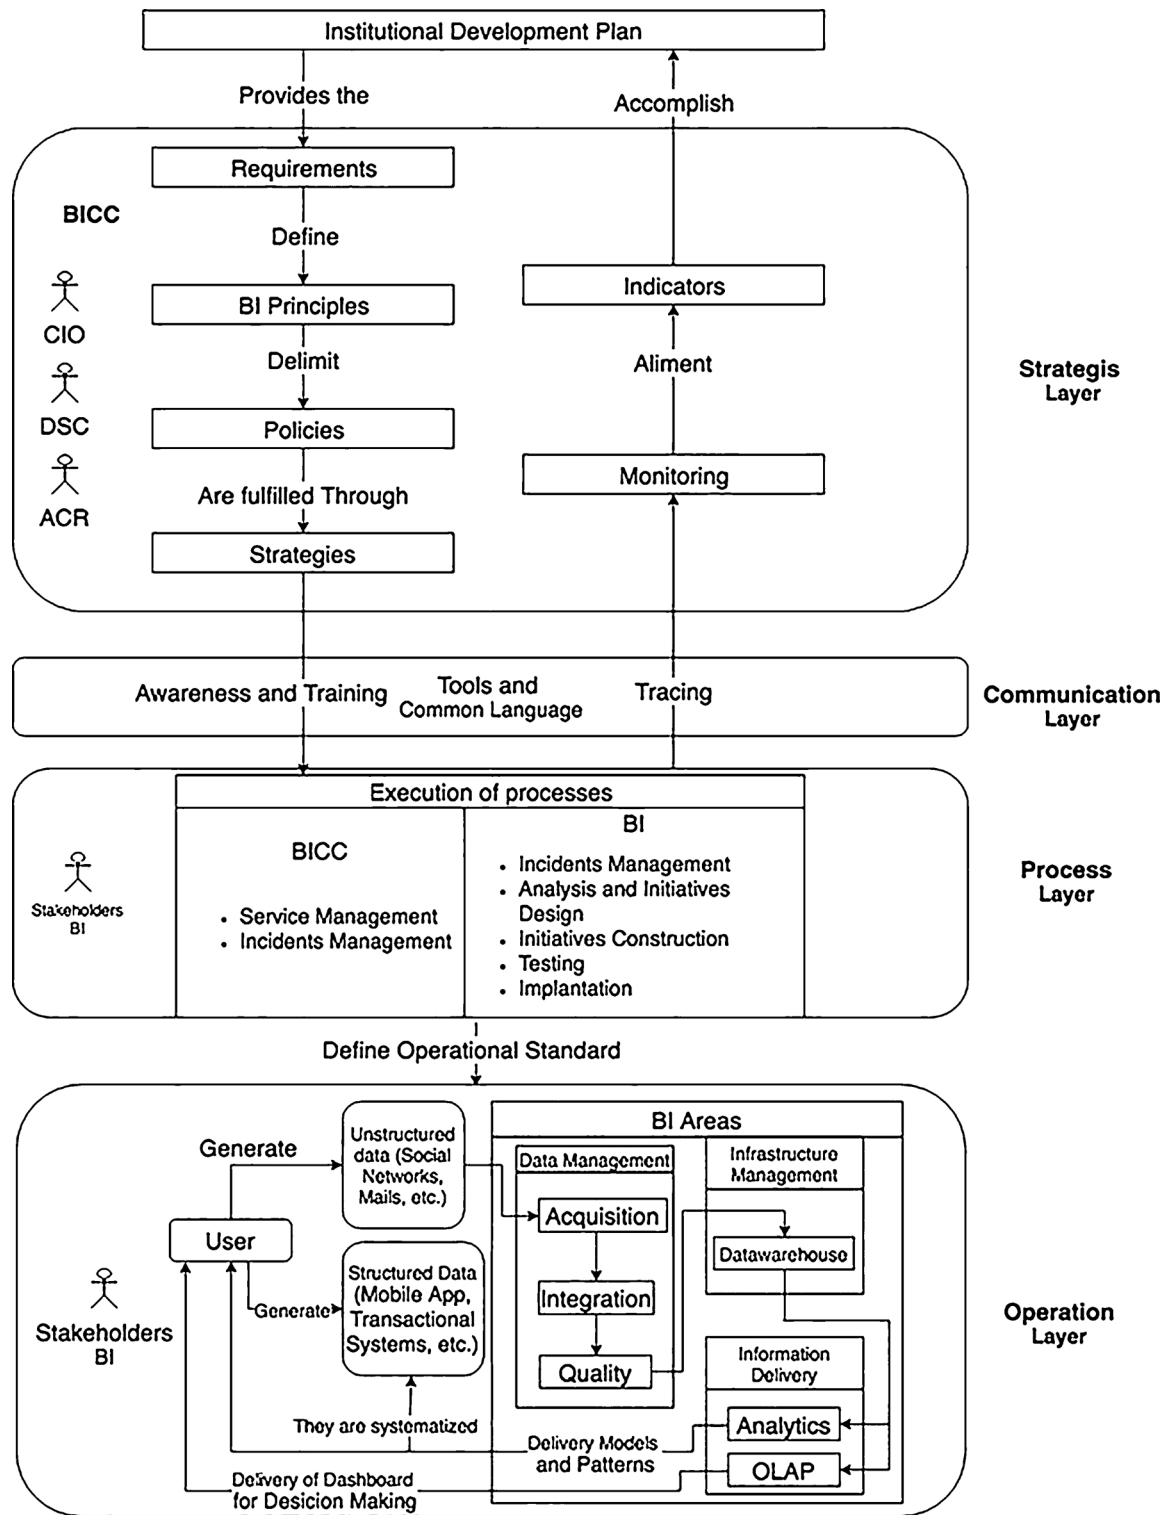 Institutional Development Plan
Provides the
Accomplish
Requirements
BICC
Define
Indicators
BI Principles
CIO
Delimit
Aliment
Strategis
Layer
DSC
Policies
Monitoring
Are fulfilled Through
ACR
Strategies
Awareness and Training
Tools and
Common Language
Tracing
Communication
Layer
Execution of processes
BICC
• Service Management
• Incidents Management
BI
• Incidents Management
• Analysis and Initiatives
Design
• Initiatives Construction
• Testing
• Implantation
Stakeholders
BI
Process
Layer
Define Operational Standard
Generate
Unstructured
data (Social
Networks,
Mails, etc.)
User
Generate
Structured Data
(Mobile App,
Transactional
Systems, etc.)
Stakeholders
BI
BI Areas
Data Management
Acquisition
Integration
Quality
Infrastructure
Management
Datawarehouse
Information
Delivery
Analytics
OLAP
Operation
Layer
They are systematized
Delivery Models
and Patterns
Delivery of Dashboard
for Desicion Making